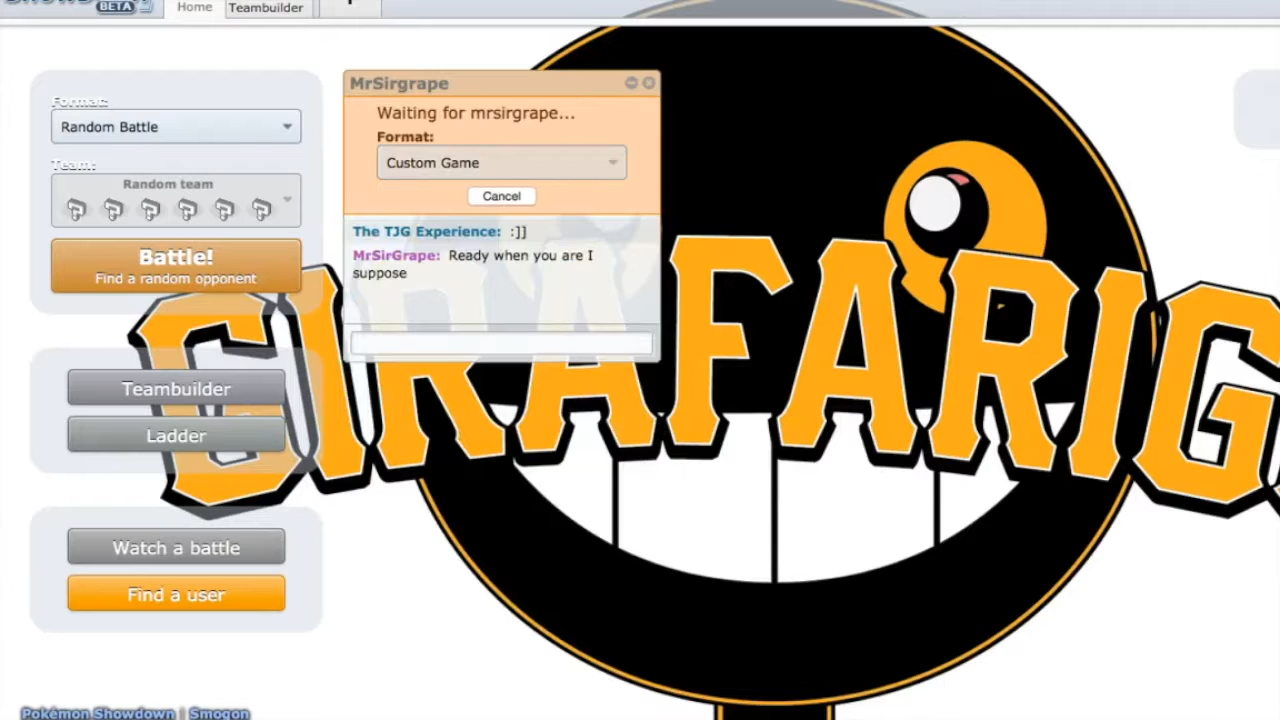 BETA
Home
Teambuilder
Format:
Random Battle
Team:
Random team
Battle!
Find a random opponent
Teambuilder
Ladder
Watch a battle
Find a user
MrSirgrape
Waiting for mrsirgrape...
Format:
Custom Game
Cancel
The TJG Experience: :]]
MrSirGrape: Ready when you are I
suppose
GIRAFARIG
Pokémon Showdown | Smogon